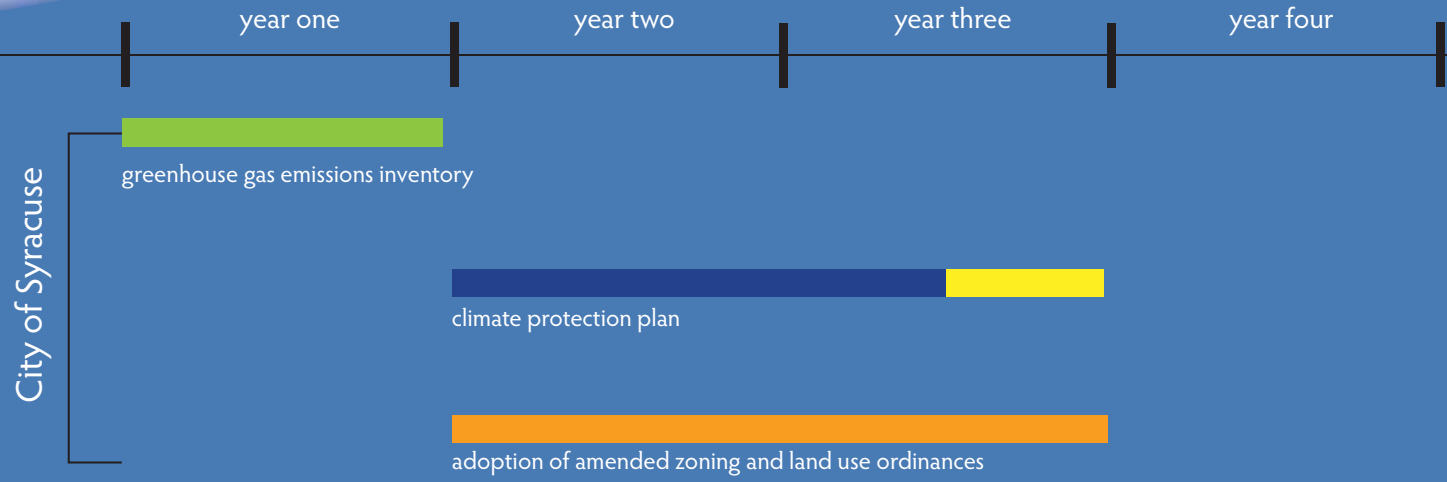 year one
year two
year three
year four
City of Syracuse
greenhouse gas emissions inventory
climate protection plan
adoption of amended zoning and land use ordinances